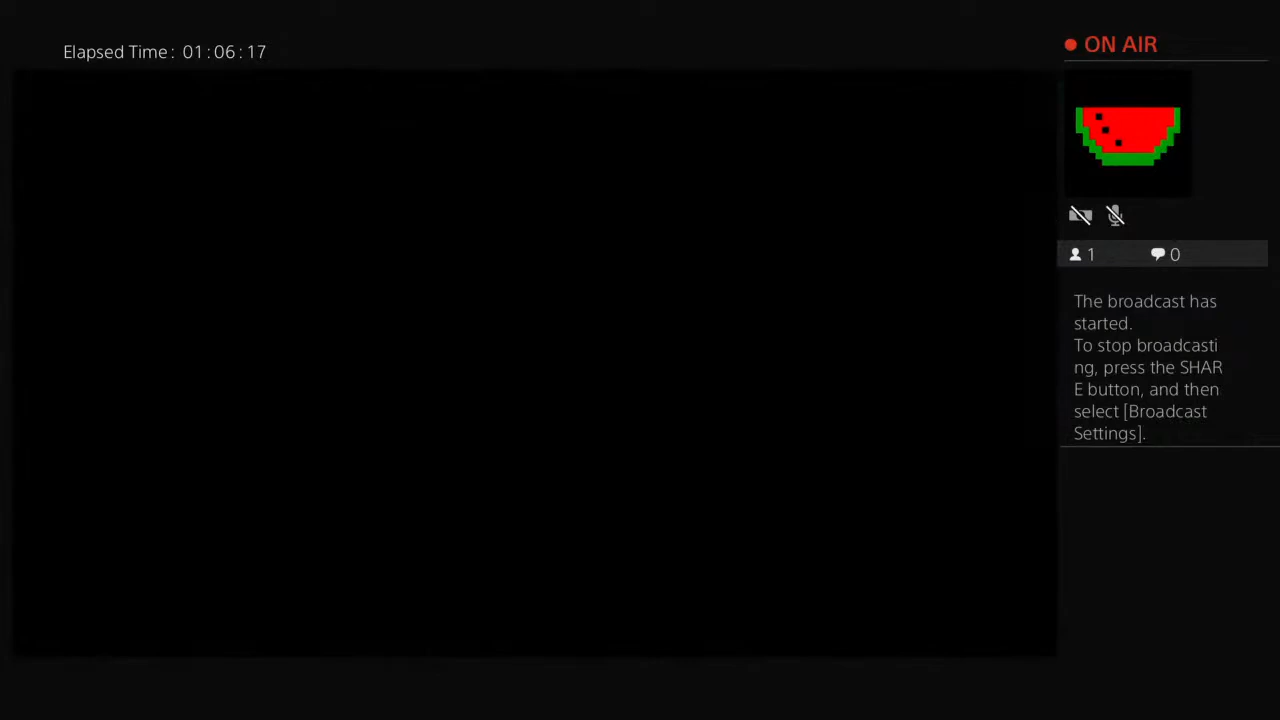 Elapsed Time: 01:06:17
ON AIR
1 0
The broadcast has
started.
To stop broadcasti
ng, press the SHAR
E button, and then
select [Broadcast
Settings].